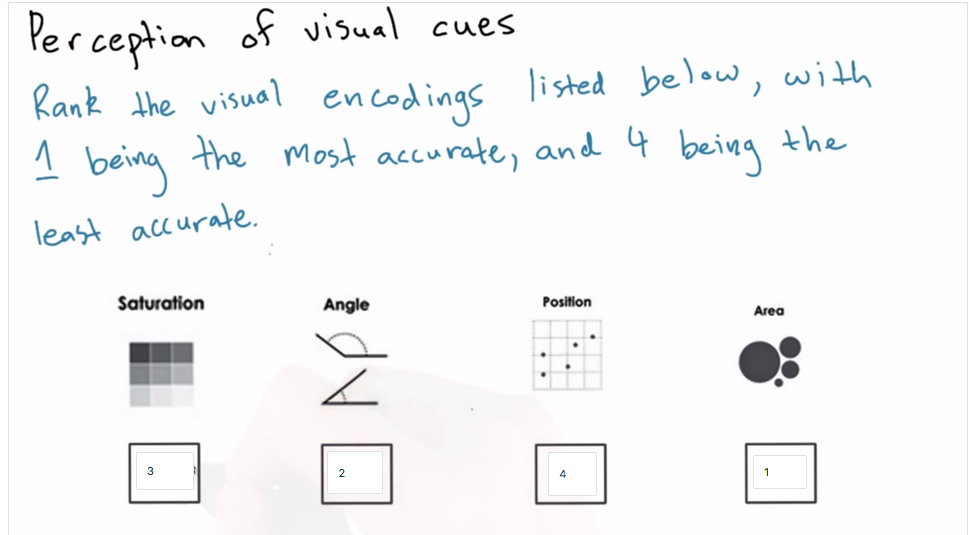 Perception of visual cues
Rank the visual encodings listed below, with
1 being the most accurate, and 4 being the
least accurate.
Saturation Angle Position Area
3 2 4 1